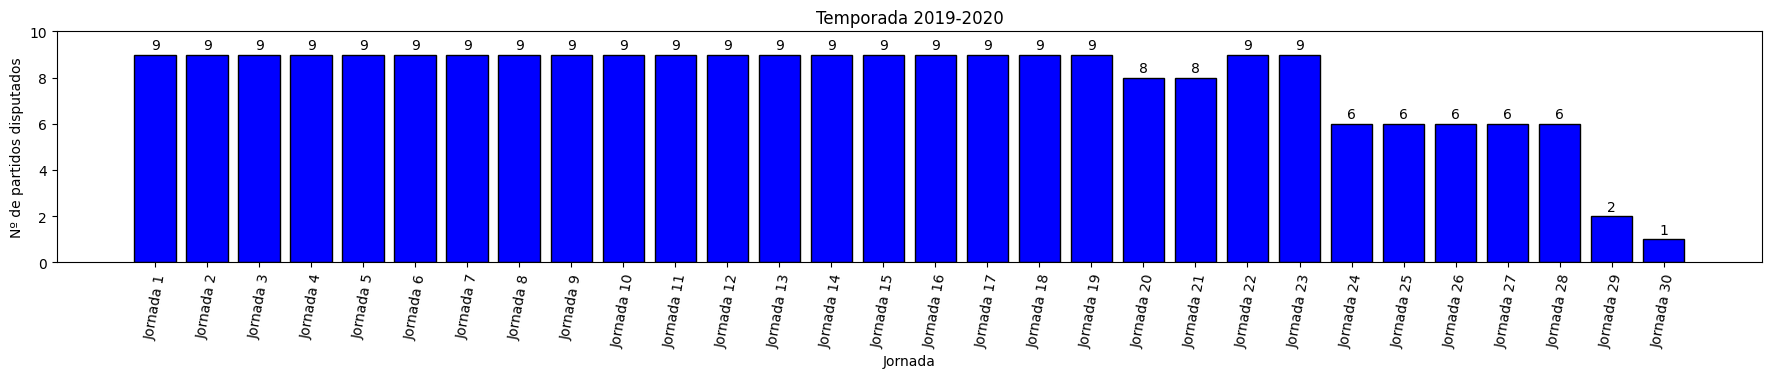 Temporada 2019-2020
Nº de partidos disputados
10
8
6
4
2
0
9 9 9 9 9 9 9 9 9 9 9 9 9 9 9 9 9 9 9 8 8 9 9 6 6 6 6 6 2 1
Jornada 1
Jornada 2
Jornada 3
Jornada 4
Jornada 5
Jornada 6
Jornada 7
Jornada 8
Jornada 9
Jornada 10
Jornada 11
Jornada 12
Jornada 13
Jornada 14
Jornada 15
Jornada 16
Jornada 17
Jornada 18
Jornada 19
Jornada 20
Jornada 21
Jornada 22
Jornada 23
Jornada 24
Jornada 25
Jornada 26
Jornada 27
Jornada 28
Jornada 29
Jornada 30
Jornada